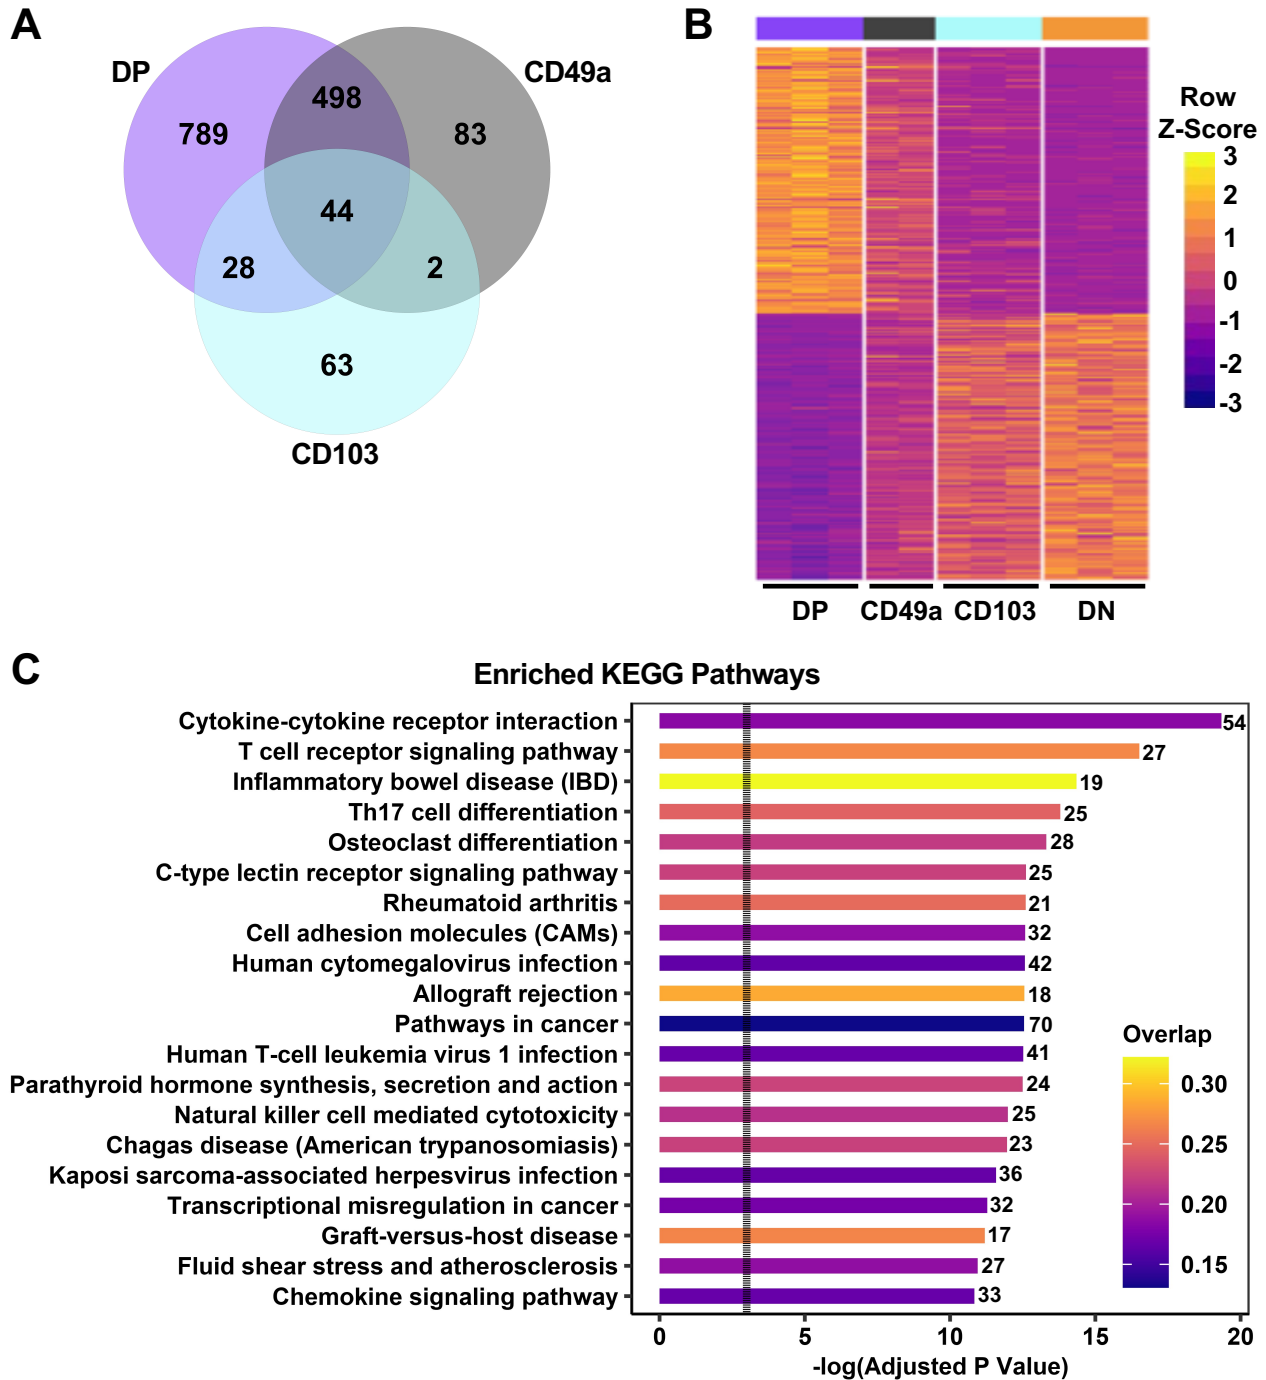 A
DP
CD49a
498
789
83
44
28
2
63
CD103
B
Row
Z-Score
3
2
1
0
-1
-2
-3
DP
CD49a
CD103
DN
C
Enriched KEGG Pathways
Cytokine-cytokine receptor interaction 54
T cell receptor signaling pathway 27
Inflammatory bowel disease (IBD) 19
Th17 cell differentiation 25
Osteoclast differentiation 28
C-type lectin receptor signaling pathway 25
Rheumatoid arthritis 21
Cell adhesion molecules (CAMs) 32
Human cytomegalovirus infection 42
Allograft rejection 18
Pathways in cancer 70
Human T-cell leukemia virus 1 infection 41
Parathyroid hormone synthesis, secretion and action 24
Natural killer cell mediated cytotoxicity 25
Chagas disease (American trypanosomiasis) 23
Kaposi sarcoma-associated herpesvirus infection 36
Transcriptional misregulation in cancer 32
Graft-versus-host disease 17
Fluid shear stress and atherosclerosis 27
Chemokine signaling pathway 33
Overlap
0.30
0.25
0.20
0.15
0 5 10 15 20
-log(Adjusted P Value)